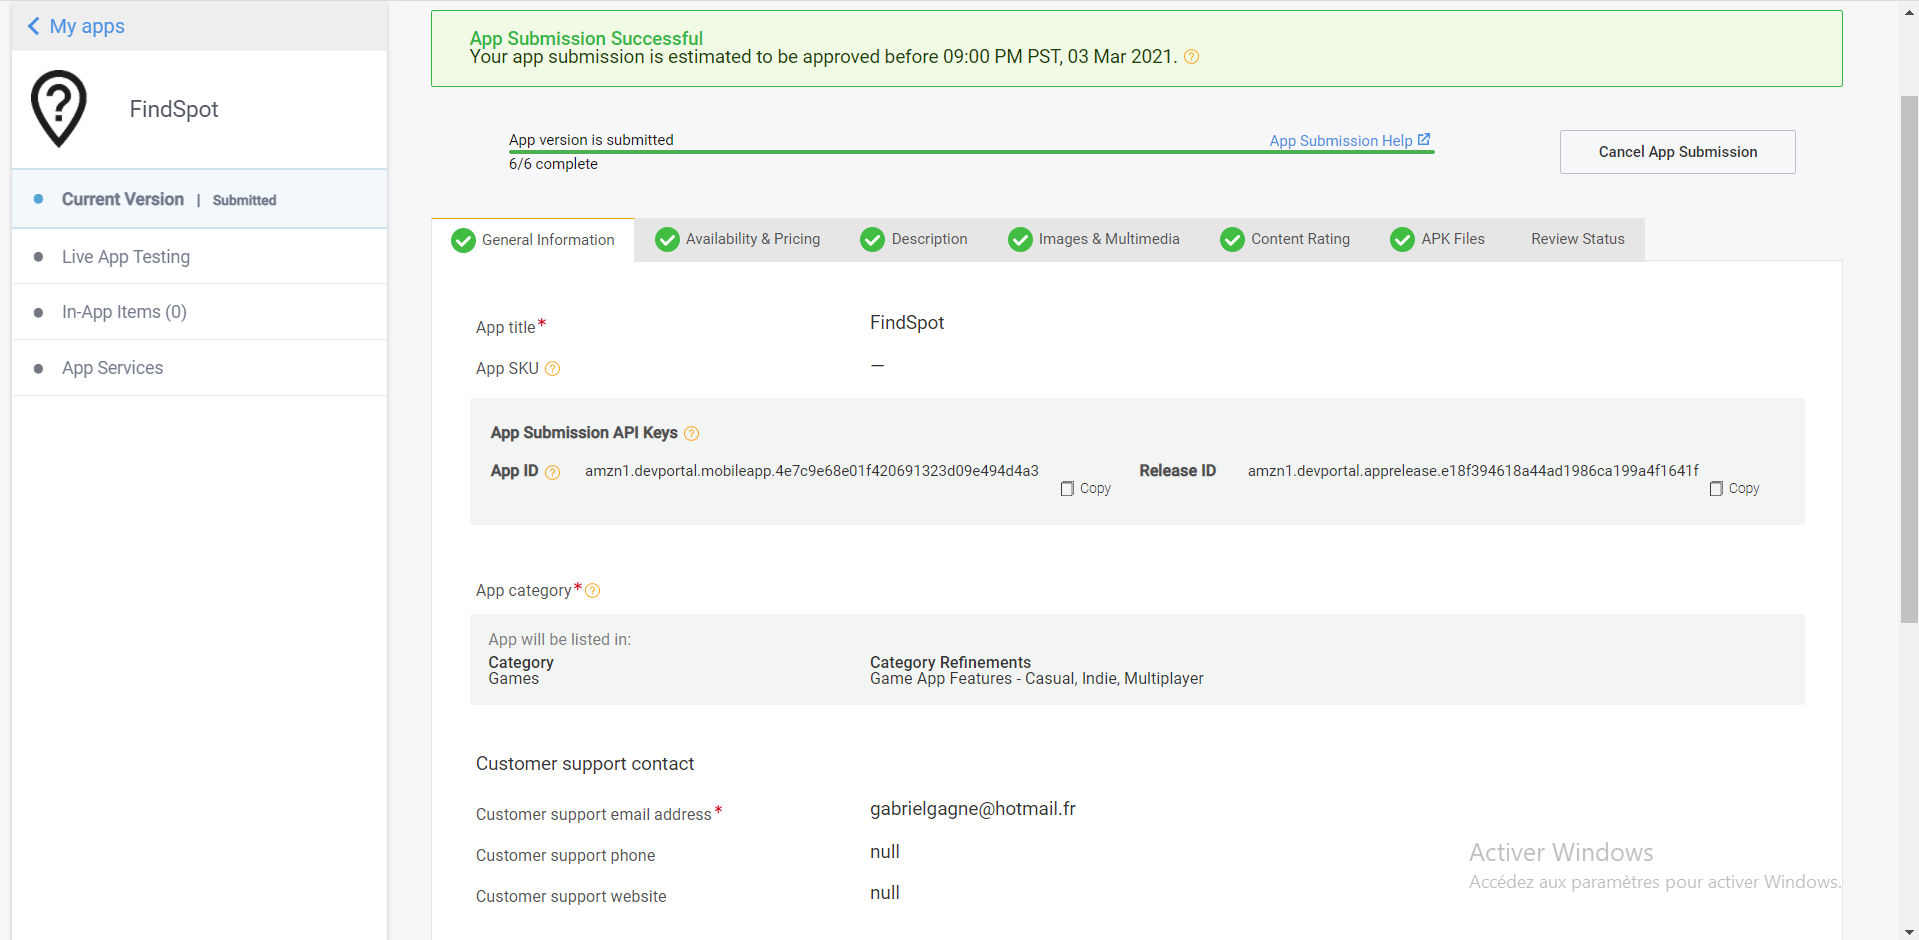 My apps
FindSpot
Current Version | Submitted
Live App Testing
In-App Items (0)
App Services
App Submission Successful
Your app submission is estimated to be approved before 09:00 PM PST, 03 Mar 2021. ?
App version is submitted
App Submission Help
6/6 complete
Cancel App Submission
General Information Availability & Pricing Description Images & Multimedia Content Rating APK Files Review Status
App title* FindSpot
App SKU ? —
App Submission API Keys ?
App ID ? amzn1.devportal.mobileapp.4e7c9e68e01f420691323d09e494d4a3 Copy
Release ID amzn1.devportal.apprelease.e18f394618a44ad1986ca199a4f1641f Copy
App category* ?
App will be listed in:
Category
Games
Category Refinements
Game App Features - Casual, Indie, Multiplayer
Customer support contact
Customer support email address* gabrielgagne@hotmail.fr
Customer support phone null
Customer support website null
Activer Windows
Accédez aux paramètres pour activer Windows.